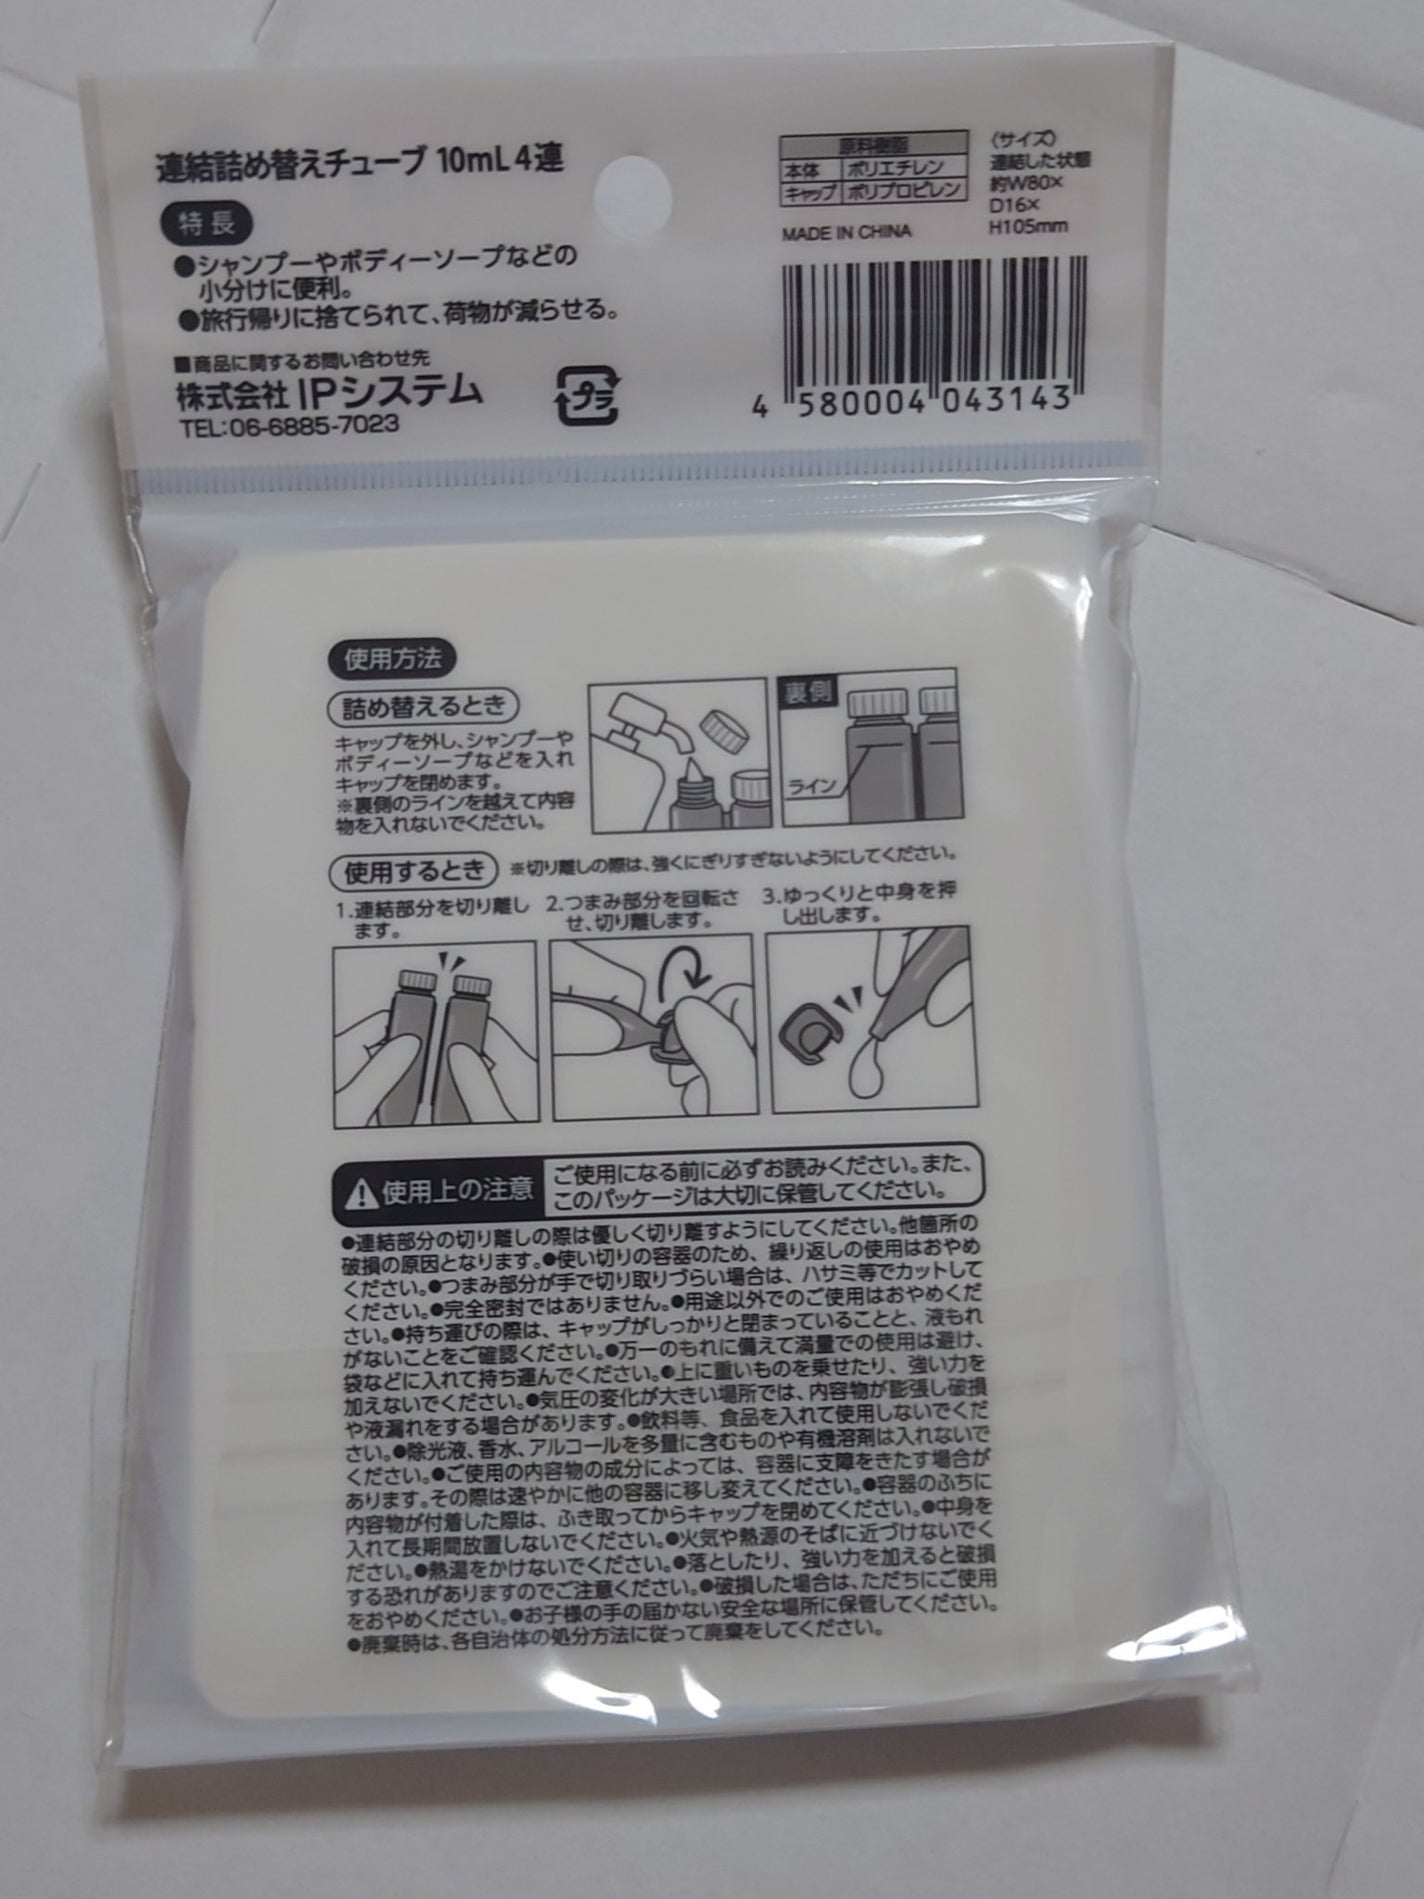 連結詰め替えチューブ 10mL 4連
特長
●シャンプーやボディーソープなどの
小分けに便利。
●旅行帰りに捨てられて、荷物が減らせる。
■商品に関するお問い合わせ先
株式会社 IPシステム
TEL:06-6885-7023
プラ
原料樹脂
本体 ポリエチレン
キャップ ポリプロピレン
MADE IN CHINA
〈サイズ〉
連結した状態
約W80×
D16×
H105mm
4 580004 043143
使用方法
詰め替えるとき
キャップを外し、シャンプーや
ボディーソープなどを入れ
キャップを閉めます。
※裏側のラインを越えて内容
物を入れないでください。
裏側
ライン
使用するとき ※切り離しの際は、強くにぎりすぎないようにしてください。
1.連結部分を切り離し
ます。
2.つまみ部分を回転さ
せ、切り離します。
3.ゆっくりと中身を押
し出します。
使用上の注意
ご使用になる前に必ずお読みください。また、
このパッケージは大切に保管してください。
●連結部分の切り離しの際は優しく切り離すようにしてください。他箇所の
破損の原因となります。●使い切りの容器のため、繰り返しの使用はおやめ
ください。●つまみ部分が手で切り取りづらい場合は、ハサミ等でカットして
ください。●完全密封ではありません。●用途以外でのご使用はおやめくだ
さい。●持ち運びの際は、キャップがしっかりと閉まっていることと、液もれ
がないことをご確認ください。●万一のもれに備えて満量での使用は避け、
袋などに入れて持ち運んでください。●上に重いものを乗せたり、強い力を
加えないでください。●気圧の変化が大きい場所では、内容物が膨張し破損
や液漏れをする場合があります。●飲料等、食品を入れて使用しないでくだ
さい。●除光液、香水、アルコールを多量に含むものや有機溶剤は入れないで
ください。●ご使用の内容物の成分によっては、容器に支障をきたす場合が
あります。その際は速やかに他の容器に移し変えてください。●容器のふちに
内容物が付着した際は、ふき取ってからキャップを閉めてください。●中身を
入れて長期間放置しないでください。●火気や熱源のそばに近づけないでく
ださい。●熱湯をかけないでください。●落としたり、強い力を加えると破損
する恐れがありますのでご注意ください。●破損した場合は、ただちにご使用
をおやめください。●お子様の手の届かない安全な場所に保管してください。
●廃棄時は、各自治体の処分方法に従って廃棄をしてください。